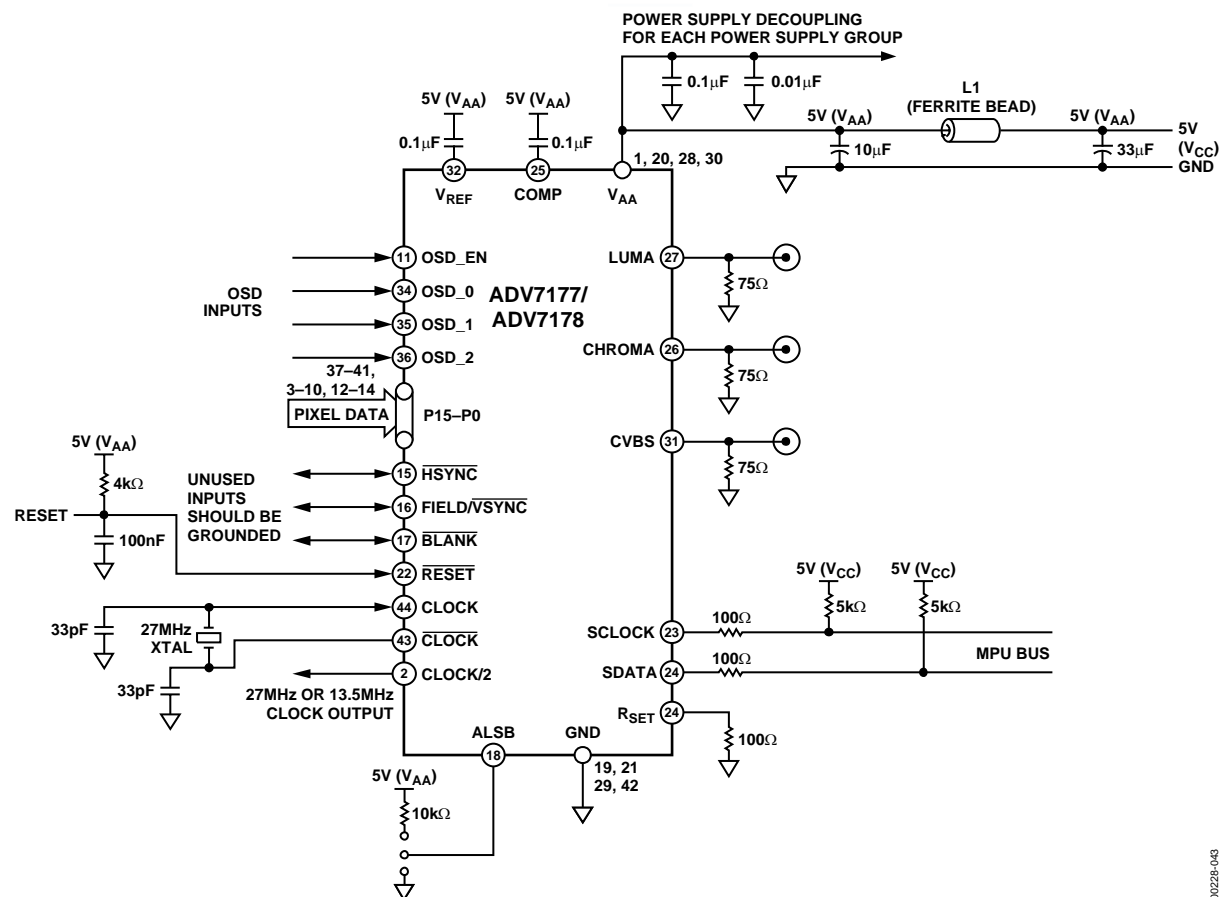 POWER SUPPLY DECOUPLING
FOR EACH POWER SUPPLY GROUP
0.1μF
0.01μF
L1
(FERRITE BEAD)
5V (VAA)
5V (VAA)
5V (VAA)
5V (VAA)
5V
(VCC)
GND
0.1μF
0.1μF
10μF
33μF
1, 20, 28, 30
32
25
VREF
COMP
VAA
OSD
INPUTS
11
OSD_EN
34
OSD_0
35
OSD_1
36
OSD_2
ADV7177/
ADV7178
LUMA
27
75Ω
CHROMA
26
75Ω
CVBS
31
75Ω
37–41,
3–10, 12–14
PIXEL DATA
P15–P0
5V (VAA)
4kΩ
RESET
100nF
UNUSED
INPUTS
SHOULD BE
GROUNDED
15
HSYNC
16
FIELD/VSYNC
17
BLANK
22
RESET
44
CLOCK
43
CLOCK
2
CLOCK/2
33pF
27MHz
XTAL
33pF
27MHz OR 13.5MHz
CLOCK OUTPUT
5V (VCC)
5V (VCC)
5kΩ
5kΩ
SCLOCK
23
100Ω
SDATA
24
100Ω
MPU BUS
RSET
24
100Ω
ALSB
18
GND
19, 21
29, 42
5V (VAA)
10kΩ
00228-043